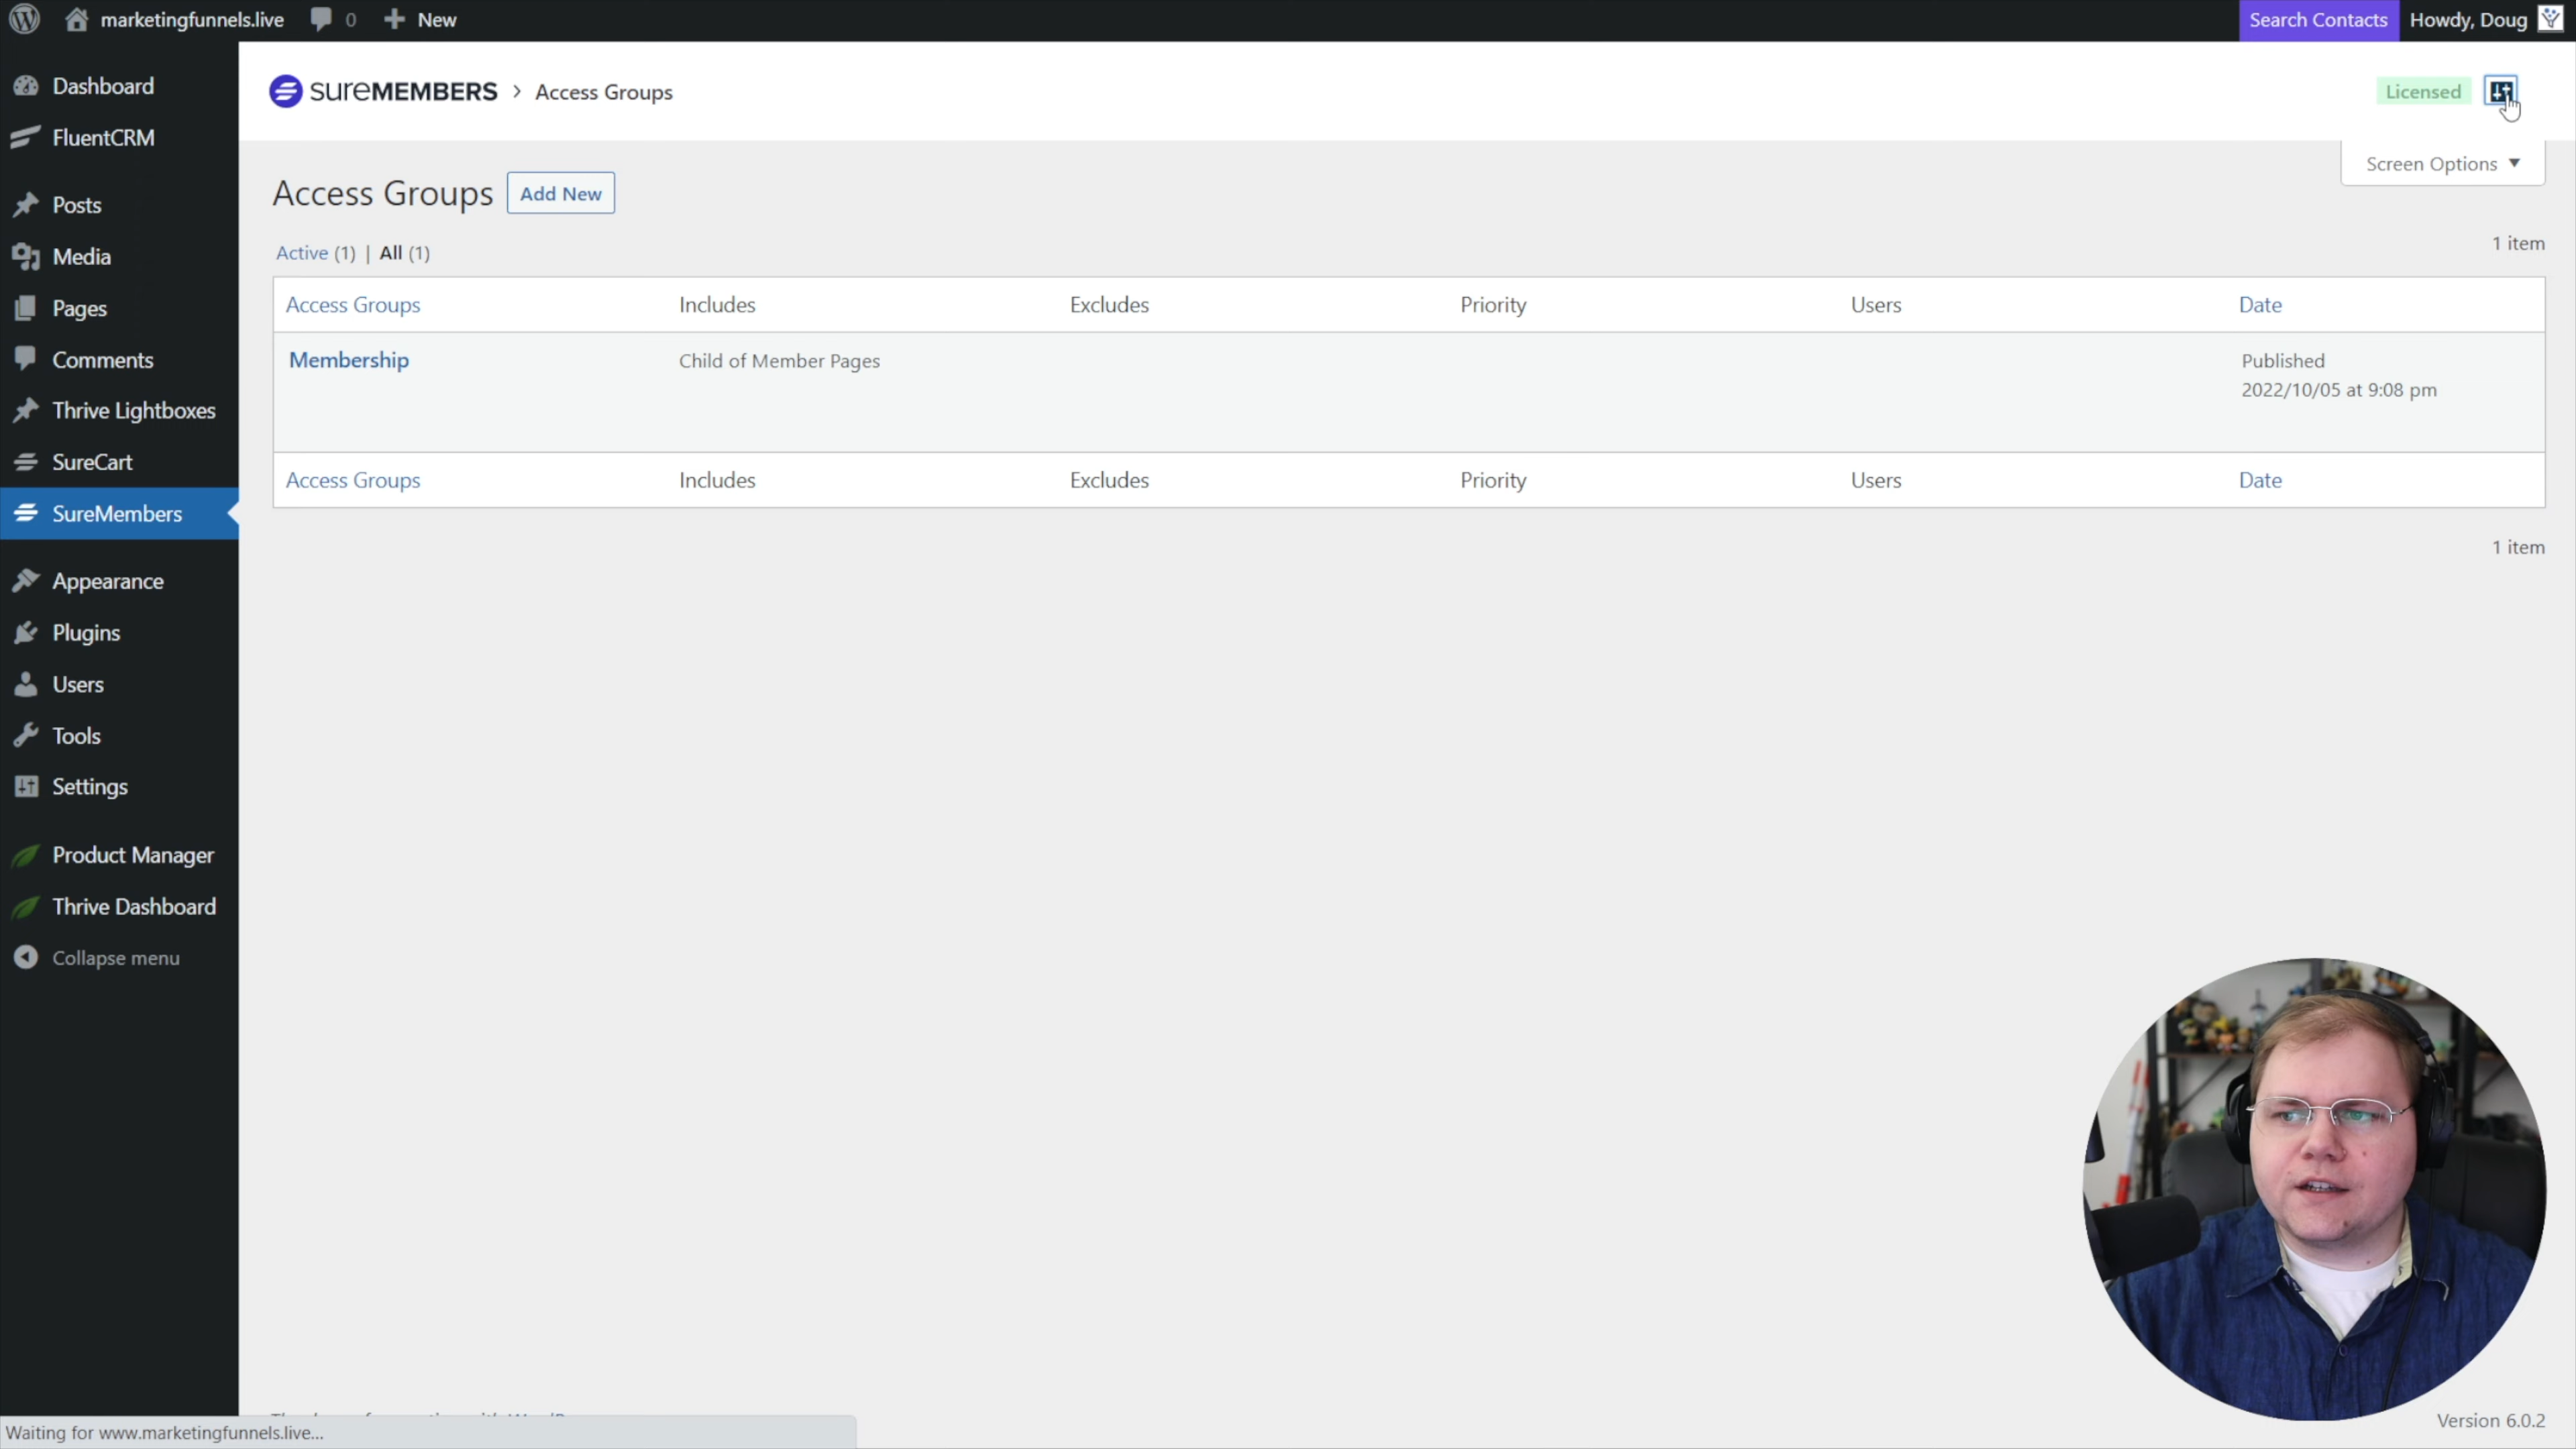 marketingfunnels.live 0 New Search Contacts Howdy, Doug
Dashboard
FluentCRM
Posts
Media
Pages
Comments
Thrive Lightboxes
SureCart
SureMembers
Appearance
Plugins
Users
Tools
Settings
Product Manager
Thrive Dashboard
Collapse menu
sureMEMBERS > Access Groups Licensed
Screen Options
Access Groups Add New
Active (1) | All (1) 1 item
Access Groups Includes Excludes Priority Users Date
Membership Child of Member Pages Published
2022/10/05 at 9:08 pm
Access Groups Includes Excludes Priority Users Date
1 item
Version 6.0.2
Waiting for www.marketingfunnels.live...